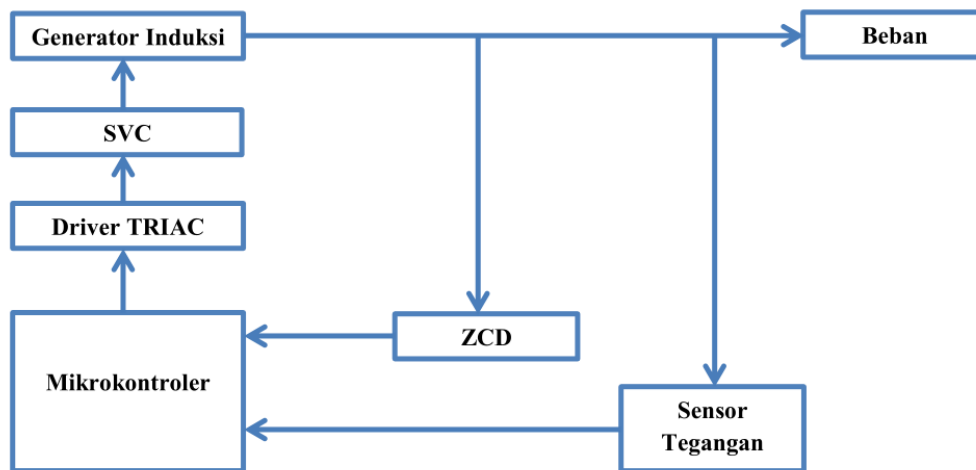 Generator Induksi
Beban
SVC
Driver TRIAC
ZCD
Mikrokontroler
Sensor
Tegangan